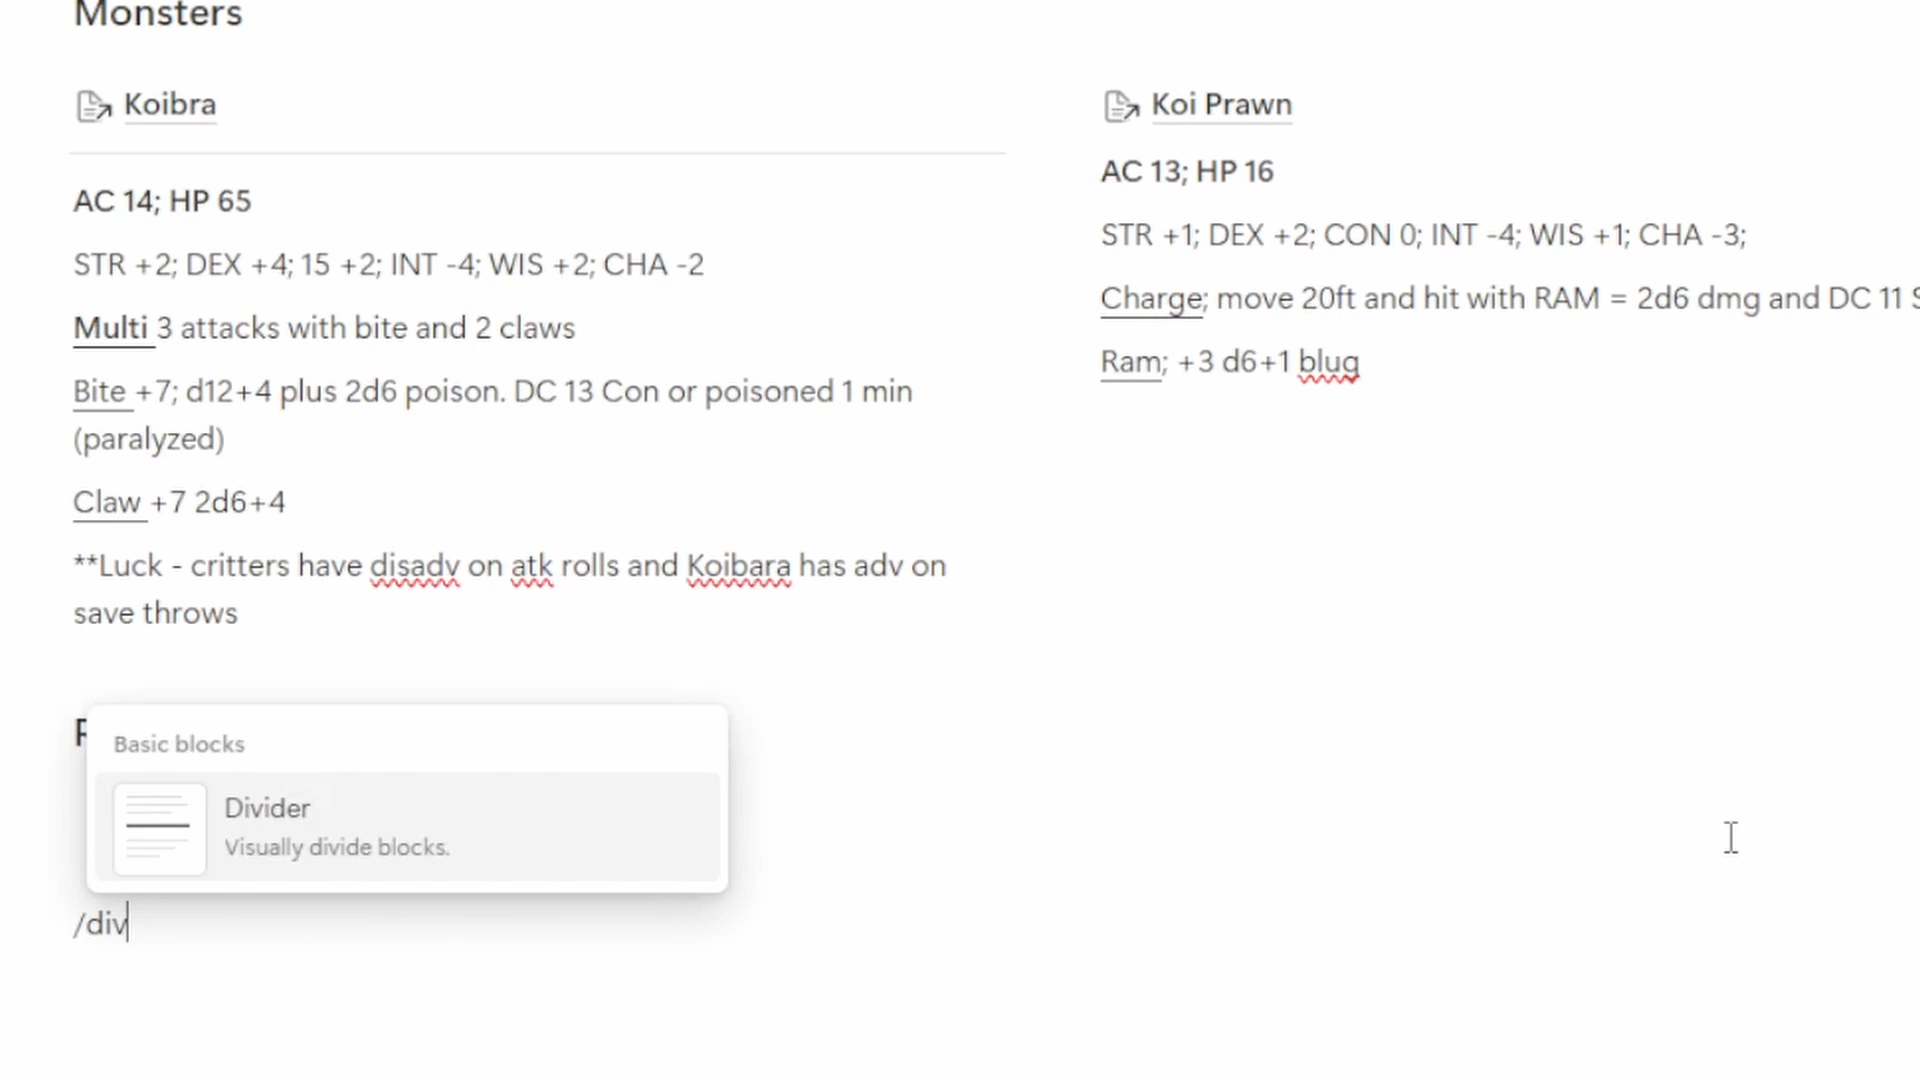 Monsters
Koibra
AC 14; HP 65
STR +2; DEX +4; 15 +2; INT -4; WIS +2; CHA -2
Multi 3 attacks with bite and 2 claws
Bite +7; d12+4 plus 2d6 poison. DC 13 Con or poisoned 1 min
(paralyzed)
Claw +7 2d6+4
**Luck - critters have disadv on atk rolls and Koibara has adv on
save throws
Koi Prawn
AC 13; HP 16
STR +1; DEX +2; CON 0; INT -4; WIS +1; CHA -3;
Charge; move 20ft and hit with RAM = 2d6 dmg and DC 11
Ram; +3 d6+1 blug
Basic blocks
Divider
Visually divide blocks.
/div